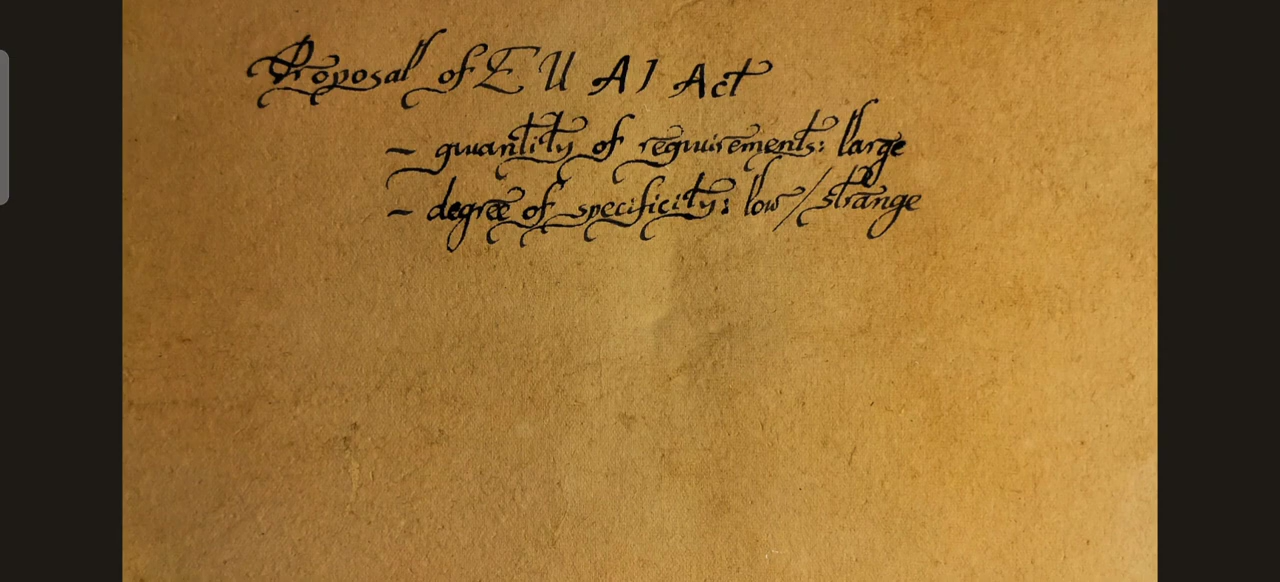 Proposal of EU AI Act
- quantity of requirements: large
- degree of specificity: low/strange